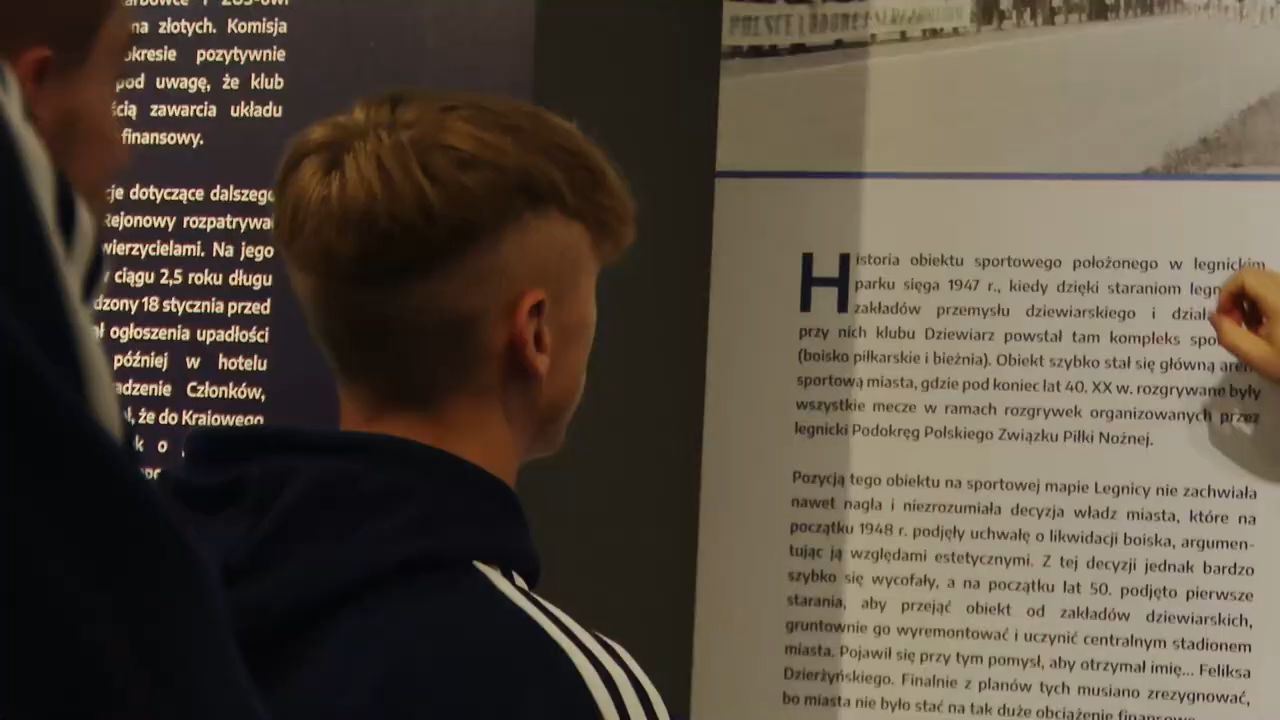 na złotych. Komisja
okresie pozytywnie
pod uwagę, że klub
zawarcia układu
finansowy.
dotyczące dalszego
Rejonowy rozpatrywał
wierzycielami. Na jego
ciągu 2,5 roku długu
18 stycznia przed
ogłoszenia upadłości
później w hotelu
Członków,
że do Krajowego
k o
POLSCE LUDOWEJ
Historia obiektu sportowego położonego w legnickim
parku sięga 1947 r., kiedy dzięki staraniom
zakładów przemysłu dziewiarskiego i
przy nich klubu Dziewiarz powstał tam kompleks
(boisko piłkarskie i bieżnia). Obiekt szybko stał się główną
sportową miasta, gdzie pod koniec lat 40. XX w. rozgrywane były
wszystkie mecze w ramach rozgrywek organizowanych przez
legnicki Podokręg Polskiego Związku Piłki Nożnej.
Pozycją tego obiektu na sportowej mapie Legnicy nie zachwiała
nawet nagła i niezrozumiała decyzja władz miasta, które na
początku 1948 r. podjęły uchwałę o likwidacji boiska, argumen-
tując ją względami estetycznymi. Z tej decyzji jednak bardzo
szybko się wycofały, a na początku lat 50. podjęto pierwsze
starania, aby przejąć obiekt od zakładów dziewiarskich,
gruntownie go wyremontować i uczynić centralnym stadionem
miasta. Pojawił się przy tym pomysł, aby otrzymał imię... Feliksa
Dzierżyńskiego. Finalnie z planów tych musiano zrezygnować,
bo miasta nie było stać na tak duże obciążenie finansowe